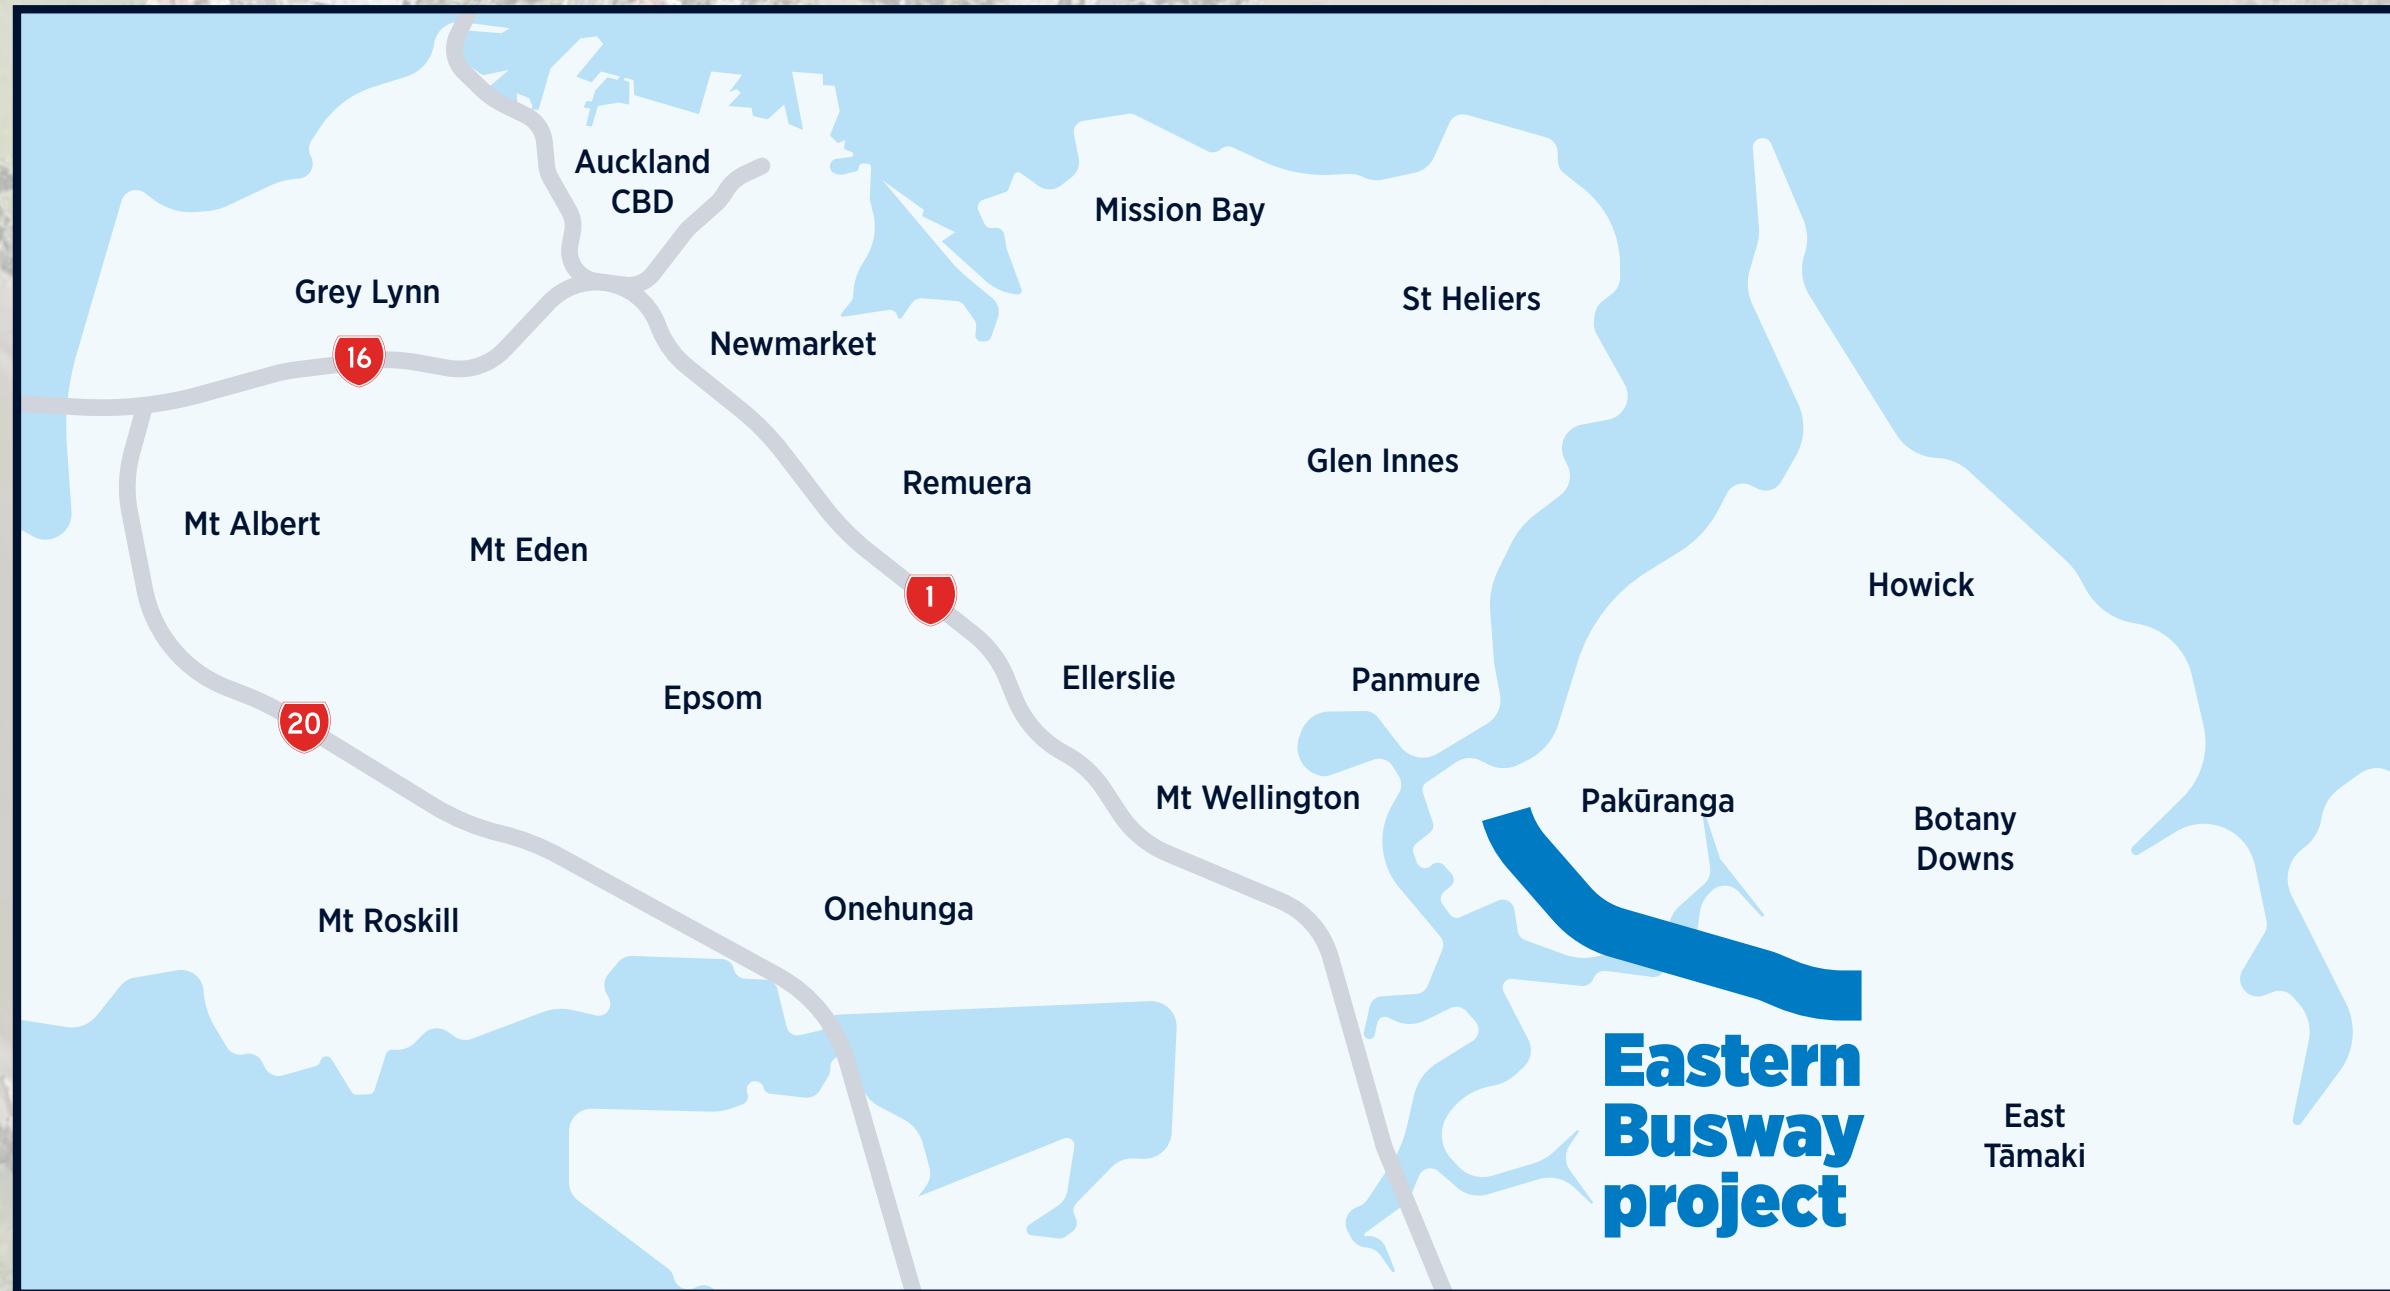 Auckland
CBD
Mission Bay
Grey Lynn
St Heliers
Newmarket
16
Glen Innes
Remuera
Mt Albert
Mt Eden
Howick
1
Ellerslie
Panmure
Epsom
20
Mt Wellington
Pakūranga
Botany
Downs
Onehunga
Mt Roskill
Eastern
Busway
project
East
Tāmaki